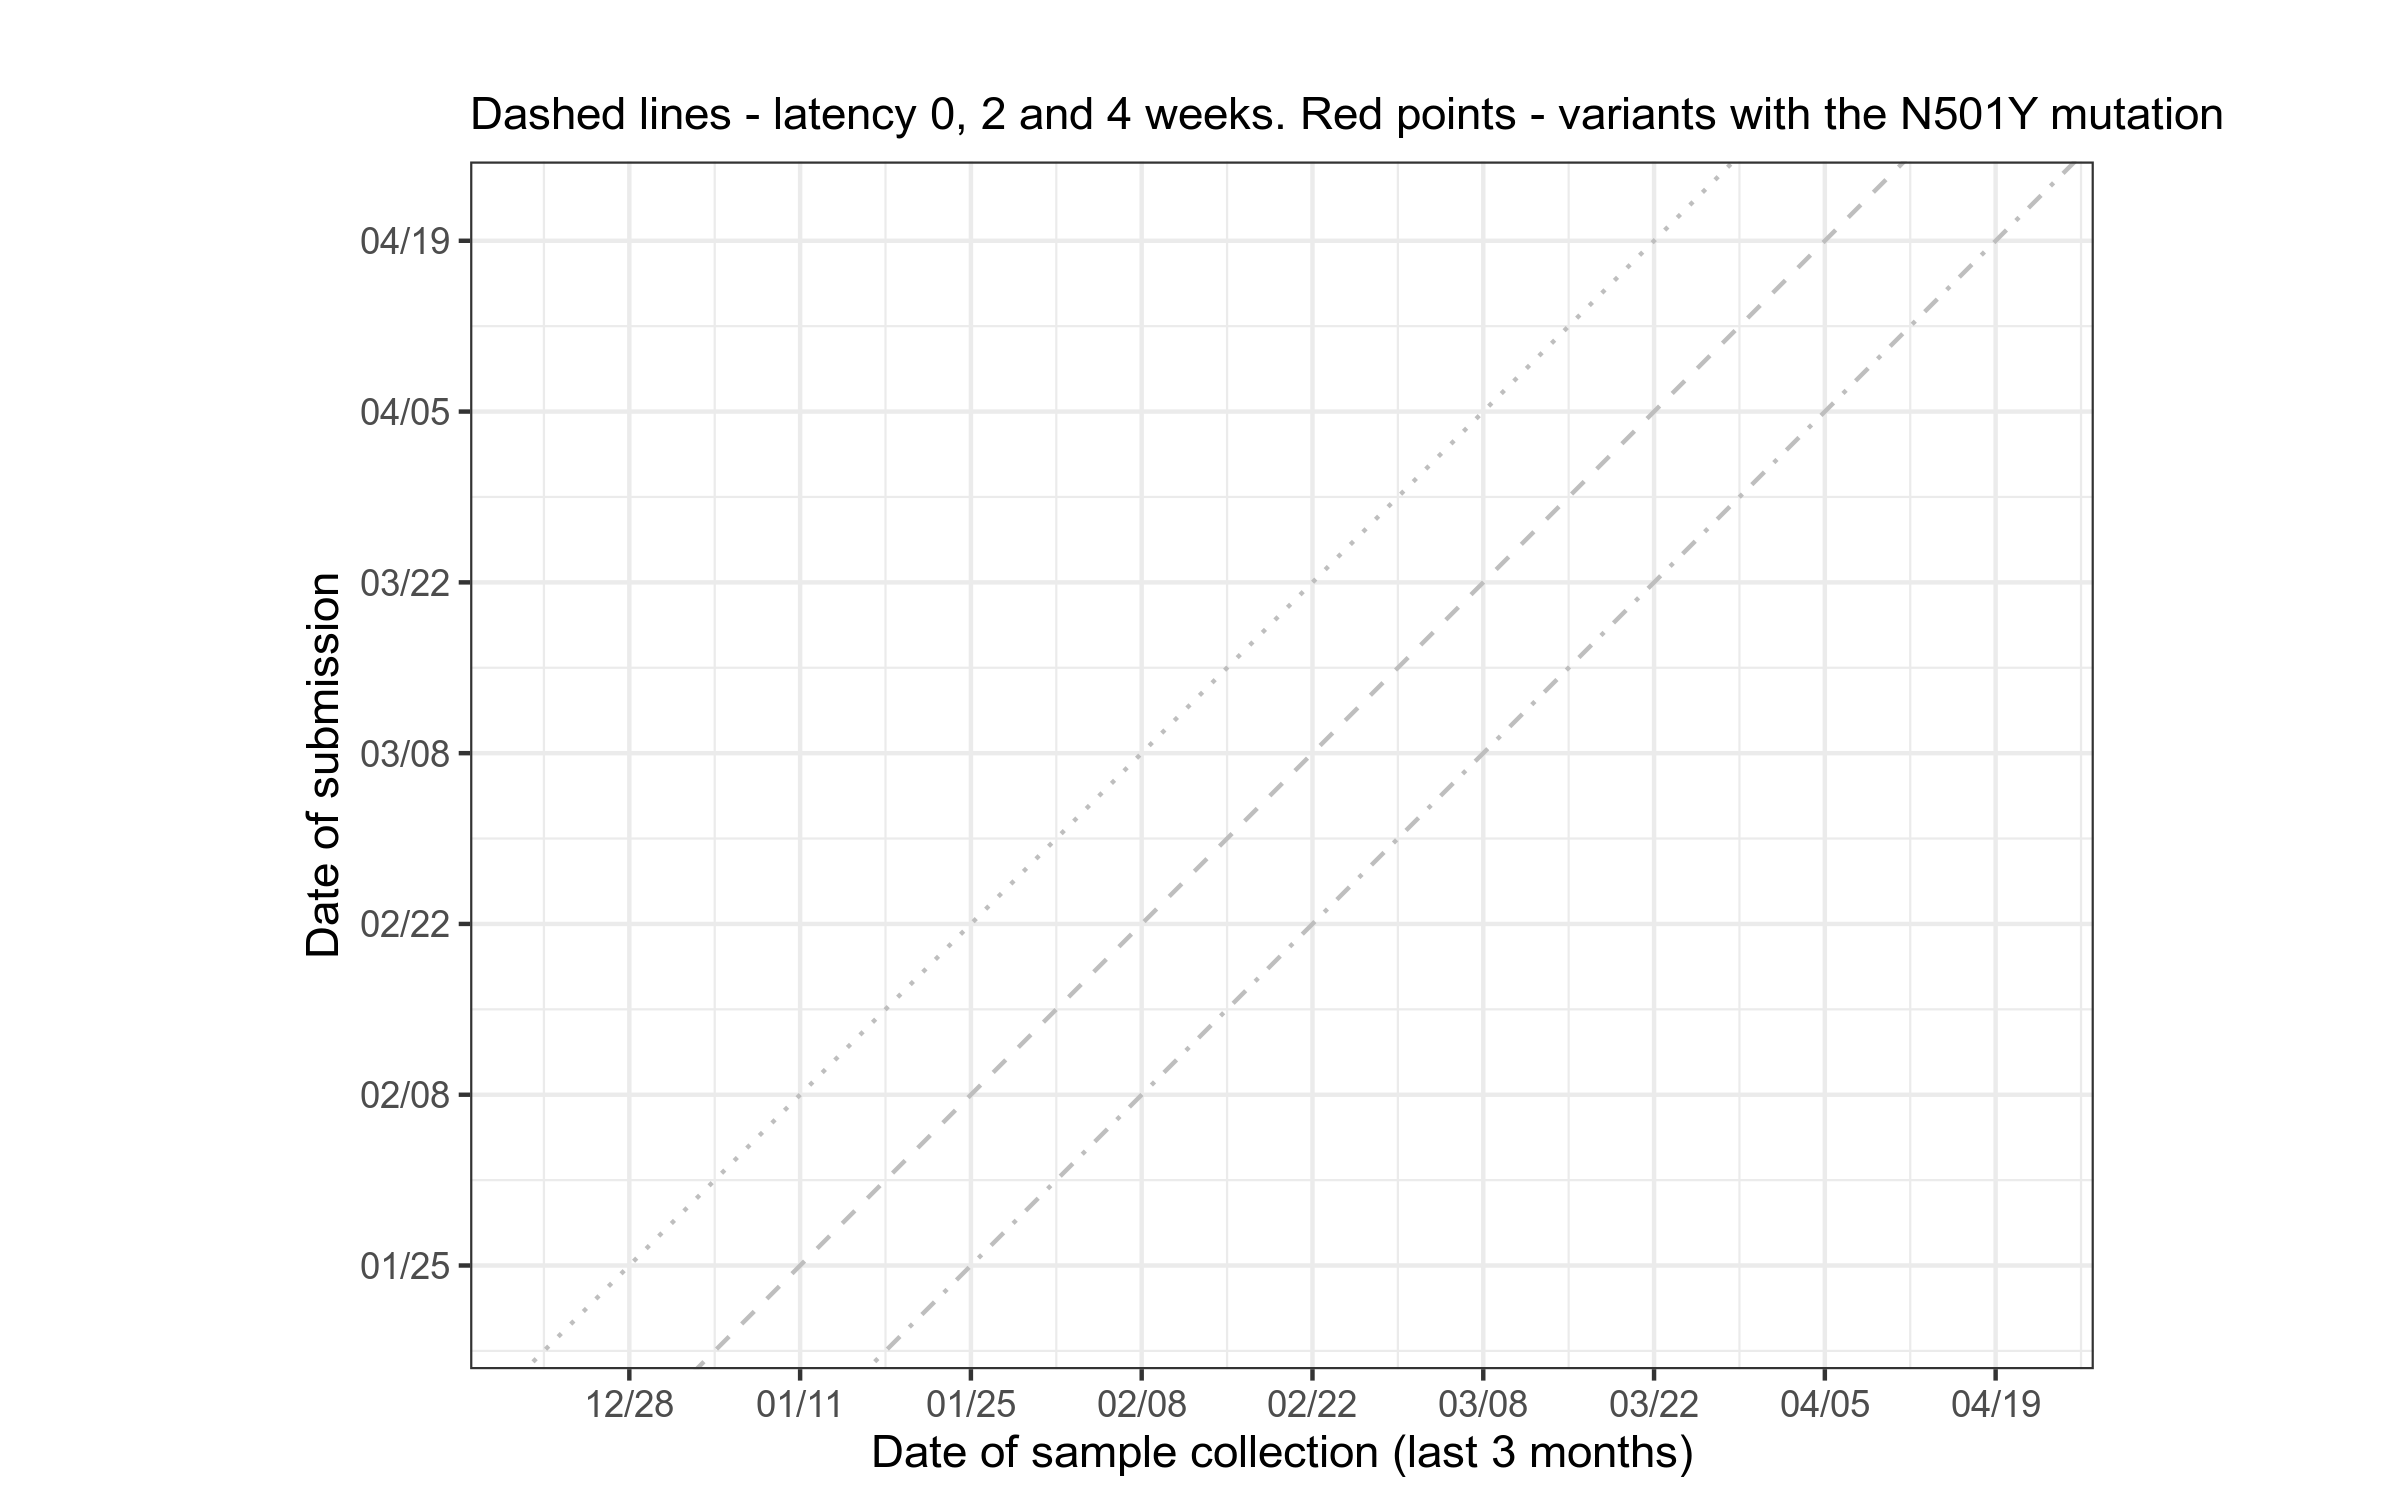 Dashed lines - latency 0, 2 and 4 weeks. Red points - variants with the N501Y mutation
Date of submission
04/19
04/05
03/22
03/08
02/22
02/08
01/25
12/28 01/11 01/25 02/08 02/22 03/08 03/22 04/05 04/19
Date of sample collection (last 3 months)